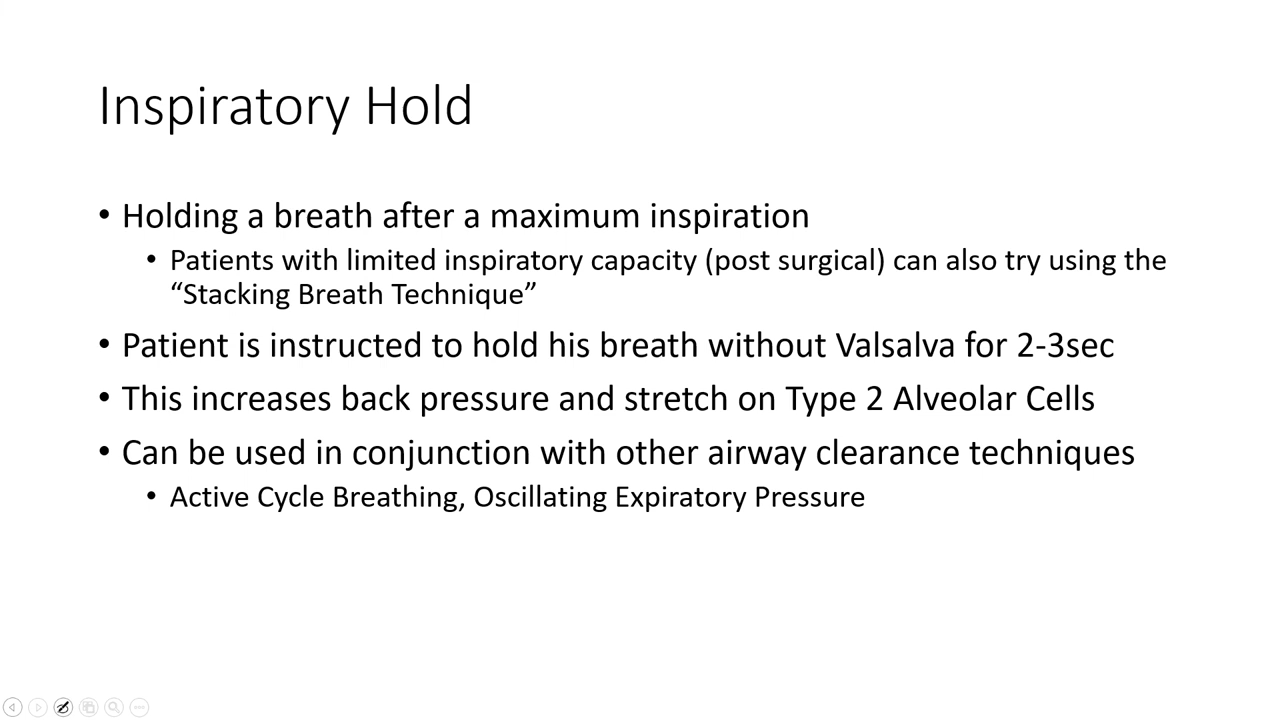 Inspiratory Hold
• Holding a breath after a maximum inspiration
• Patients with limited inspiratory capacity (post surgical) can also try using the
“Stacking Breath Technique”
• Patient is instructed to hold his breath without Valsalva for 2-3sec
• This increases back pressure and stretch on Type 2 Alveolar Cells
• Can be used in conjunction with other airway clearance techniques
• Active Cycle Breathing, Oscillating Expiratory Pressure